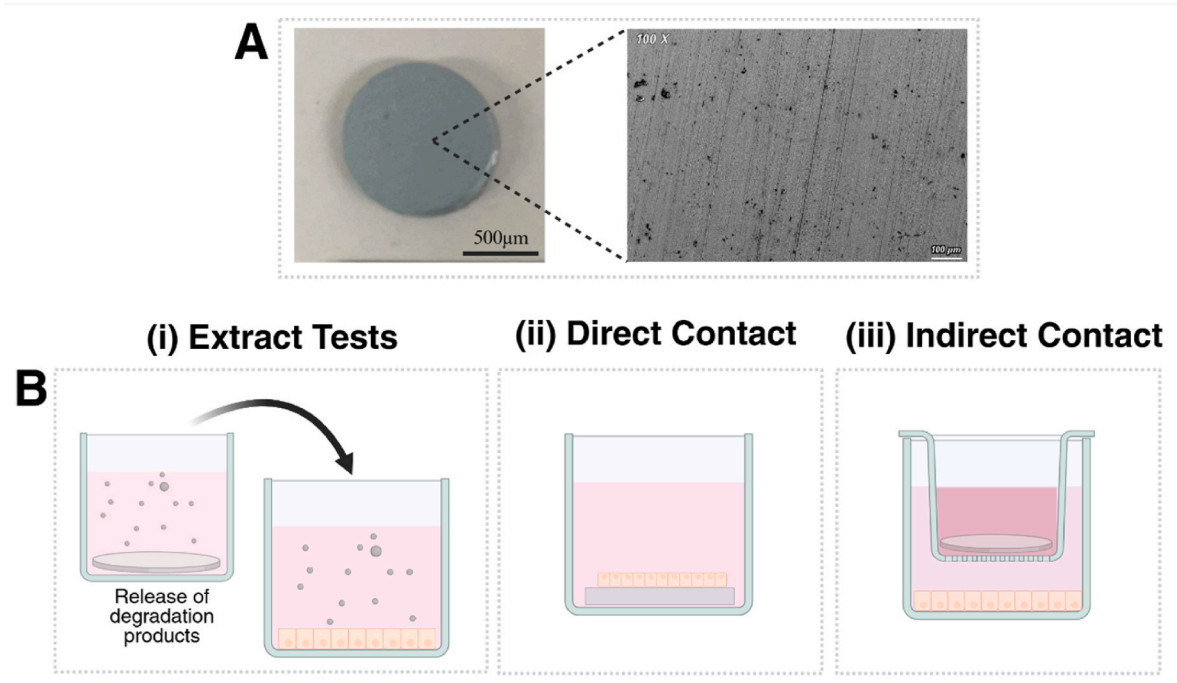 A
100 X
500µm
100 µm
(i) Extract Tests
(ii) Direct Contact
(iii) Indirect Contact
B
Release of
degradation
products